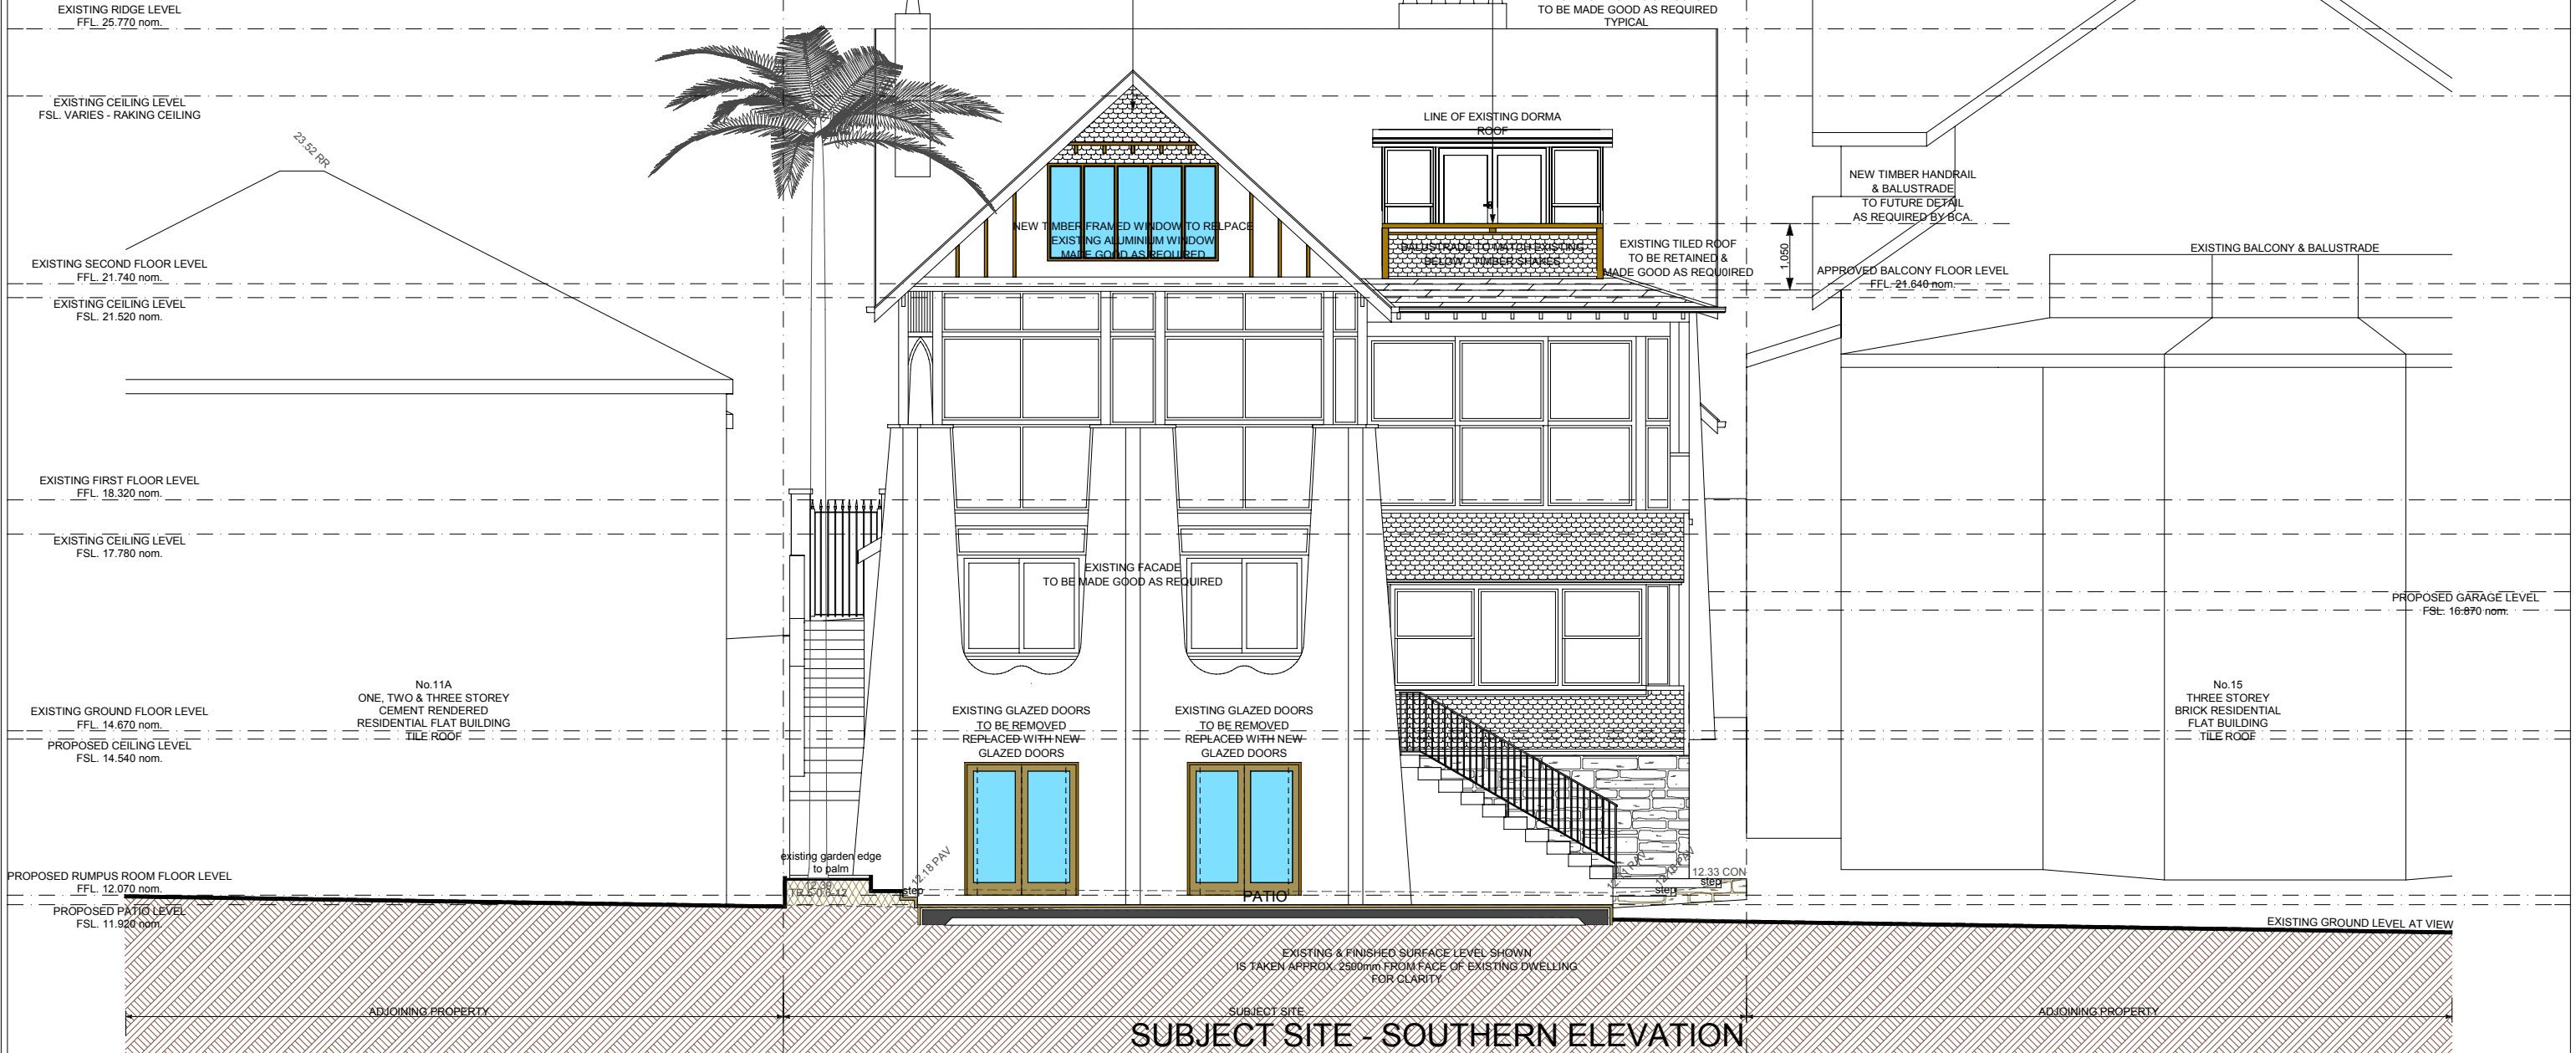 EXISTING RIDGE LEVEL
FFL. 25.770 nom.
TO BE MADE GOOD AS REQUIRED
TYPICAL
EXISTING CEILING LEVEL
FSL. VARIES - RAKING CEILING
23.52 RR
LINE OF EXISTING DORMA
ROOF
NEW TIMBER HANDRAIL
& BALUSTRADE
TO FUTURE DETAIL
AS REQUIRED BY BCA.
NEW TIMBER FRAMED WINDOW TO RELPACE
EXISTING ALUMINIUM WINDOW
MADE GOOD AS REQUIRED
BALUSTRADE TO MATCH EXISTING
BELOW - TIMBER SHAKES
EXISTING TILED ROOF
TO BE RETAINED &
MADE GOOD AS REQU0IRED
1,050
EXISTING BALCONY & BALUSTRADE
APPROVED BALCONY FLOOR LEVEL
FFL. 21.640 nom.
EXISTING SECOND FLOOR LEVEL
FFL. 21.740 nom.
EXISTING CEILING LEVEL
FSL. 21.520 nom.
EXISTING FIRST FLOOR LEVEL
FFL. 18.320 nom.
EXISTING CEILING LEVEL
FSL. 17.780 nom.
EXISTING FACADE
TO BE MADE GOOD AS REQUIRED
PROPOSED GARAGE LEVEL
FSL. 16.870 nom.
No.11A
ONE, TWO & THREE STOREY
CEMENT RENDERED
RESIDENTIAL FLAT BUILDING
TILE ROOF
No.15
THREE STOREY
BRICK RESIDENTIAL
FLAT BUILDING
TILE ROOF
EXISTING GROUND FLOOR LEVEL
FFL. 14.670 nom.
PROPOSED CEILING LEVEL
FSL. 14.540 nom.
EXISTING GLAZED DOORS
TO BE REMOVED
REPLACED WITH NEW
GLAZED DOORS
EXISTING GLAZED DOORS
TO BE REMOVED
REPLACED WITH NEW
GLAZED DOORS
existing garden edge
to palm
12.18 PAV
step
12.33 CON
step
step
PATIO
PROPOSED RUMPUS ROOM FLOOR LEVEL
FFL. 12.070 nom.
PROPOSED PATIO LEVEL
FSL. 11.920 nom.
EXISTING GROUND LEVEL AT VIEW
EXISTING & FINISHED SURFACE LEVEL SHOWN
IS TAKEN APPROX. 2500mm FROM FACE OF EXISTING DWELLING
FOR CLARITY
ADJOINING PROPERTY
SUBJECT SITE
ADJOINING PROPERTY
SUBJECT SITE - SOUTHERN ELEVATION